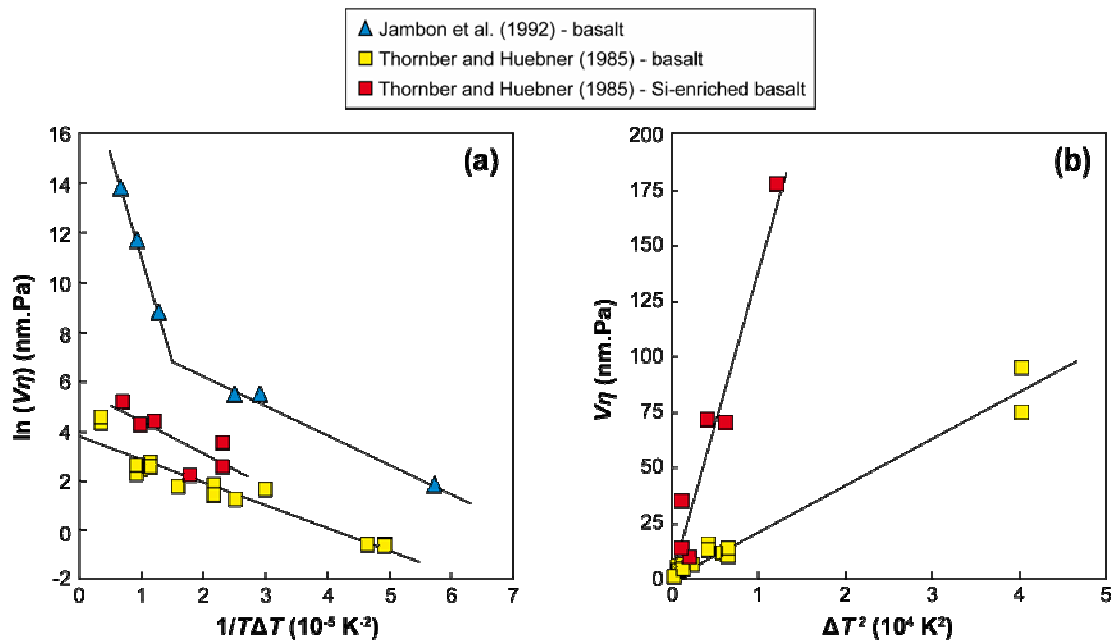 Jambon et al. (1992) - basalt
Thornber and Huebner (1985) - basalt
Thornber and Huebner (1985) - Si-enriched basalt
(a)
ln (Vη) (nm.Pa)
16
14
12
10
8
6
4
2
0
-2
0 1 2 3 4 5 6 7
1/TΔT (10⁻⁵ K⁻²)
(b)
Vη (nm.Pa)
200
175
150
125
100
75
50
25
0
0 1 2 3 4 5
ΔT² (10⁴ K²)